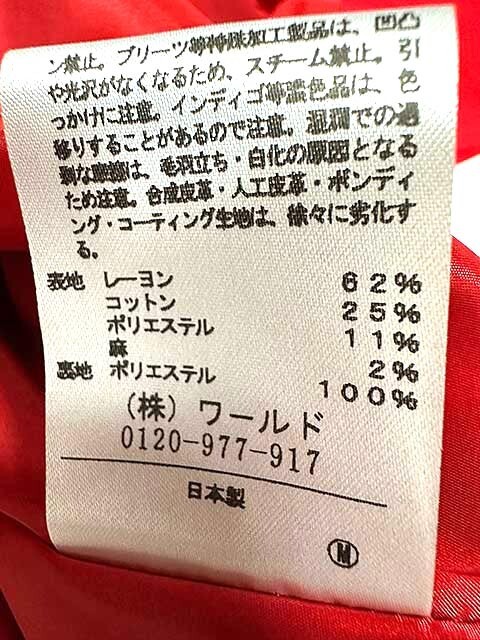 ン禁止。プリーツ等特殊加工製品は、凹凸
や光沢がなくなるため、スチーム禁止。引
っかけに注意。インディゴ等濃色品は、色
移りすることがあるので注意。湿潤での過
剰な摩擦は、毛羽立ち・白化の原因となる
ため注意。合成皮革・人工皮革・ボンディ
ング・コーティング生地は、徐々に劣化す
る。
表地 レーヨン 62%
コットン 25%
ポリエステル 11%
麻 2%
裏地 ポリエステル 100%
(株) ワールド
0120-977-917
日本製
M